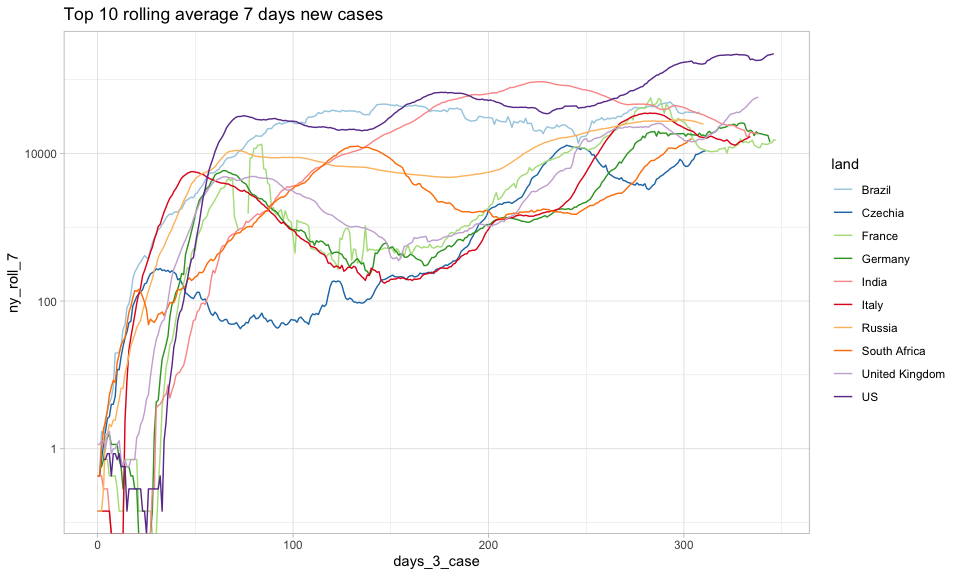 Top 10 rolling average 7 days new cases
ny_roll_7
10000
100
1
0
100
200
300
days_3_case
land
Brazil
Czechia
France
Germany
India
Italy
Russia
South Africa
United Kingdom
US